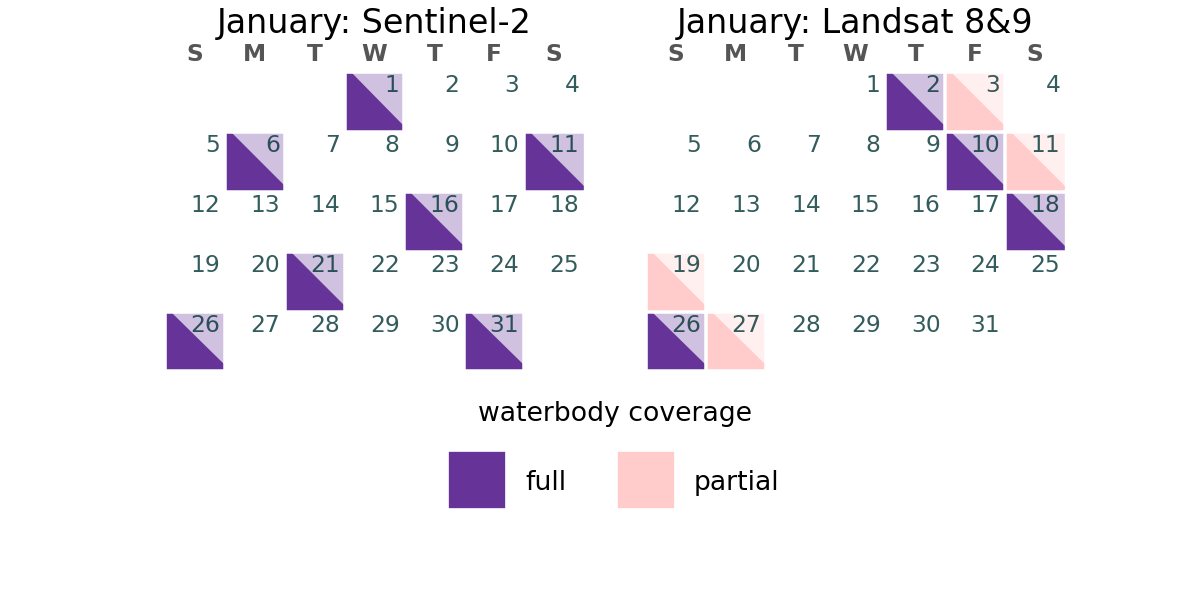 January: Sentinel-2
S M T W T F S
1 2 3 4
5 6 7 8 9 10 11
12 13 14 15 16 17 18
19 20 21 22 23 24 25
26 27 28 29 30 31
January: Landsat 8&9
S M T W T F S
1 2 3 4
5 6 7 8 9 10 11
12 13 14 15 16 17 18
19 20 21 22 23 24 25
26 27 28 29 30 31
waterbody coverage
full
partial